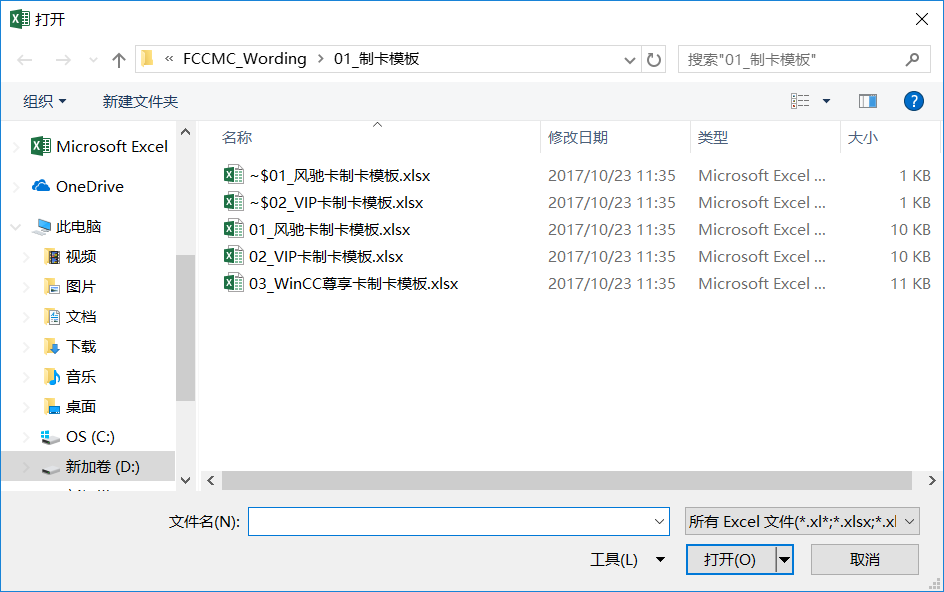 打开
« FCCMC_Wording > 01_制卡模板
搜索"01_制卡模板"
组织
新建文件夹
Microsoft Excel
OneDrive
此电脑
视频
图片
文档
下载
音乐
桌面
OS (C:)
新加卷 (D:)
名称 修改日期 类型 大小
~$01_风驰卡制卡模板.xlsx 2017/10/23 11:35 Microsoft Excel ... 1 KB
~$02_VIP卡制卡模板.xlsx 2017/10/23 11:35 Microsoft Excel ... 1 KB
01_风驰卡制卡模板.xlsx 2017/10/23 11:35 Microsoft Excel ... 10 KB
02_VIP卡制卡模板.xlsx 2017/10/23 11:35 Microsoft Excel ... 10 KB
03_WinCC尊享卡制卡模板.xlsx 2017/10/23 11:35 Microsoft Excel ... 11 KB
文件名(N):
所有 Excel 文件(*.xl*;*.xlsx;*.xl
工具(L)
打开(O)
取消